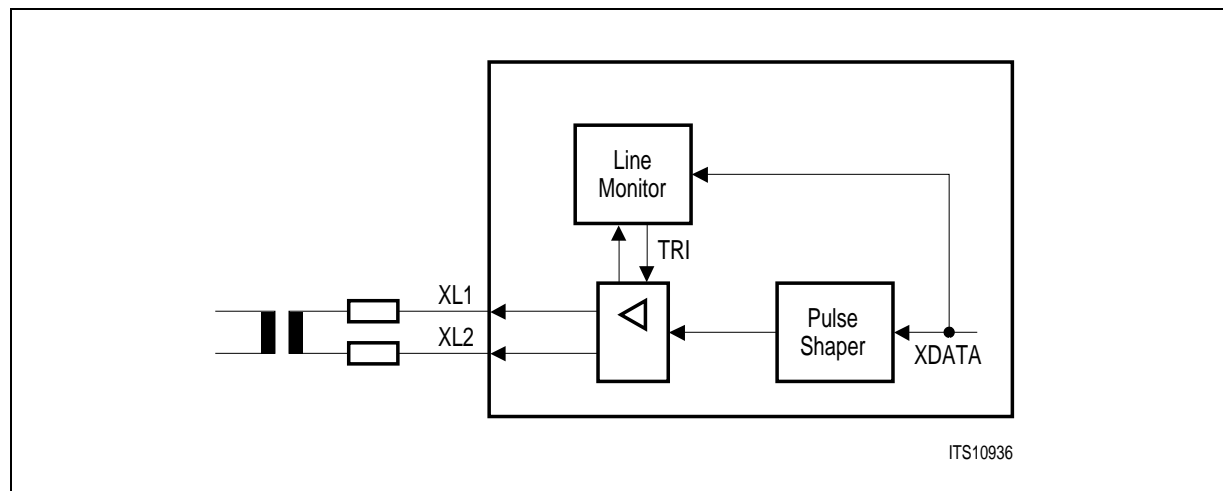 Line
Monitor
TRI
XL1
XL2
Pulse
Shaper
XDATA
ITS10936